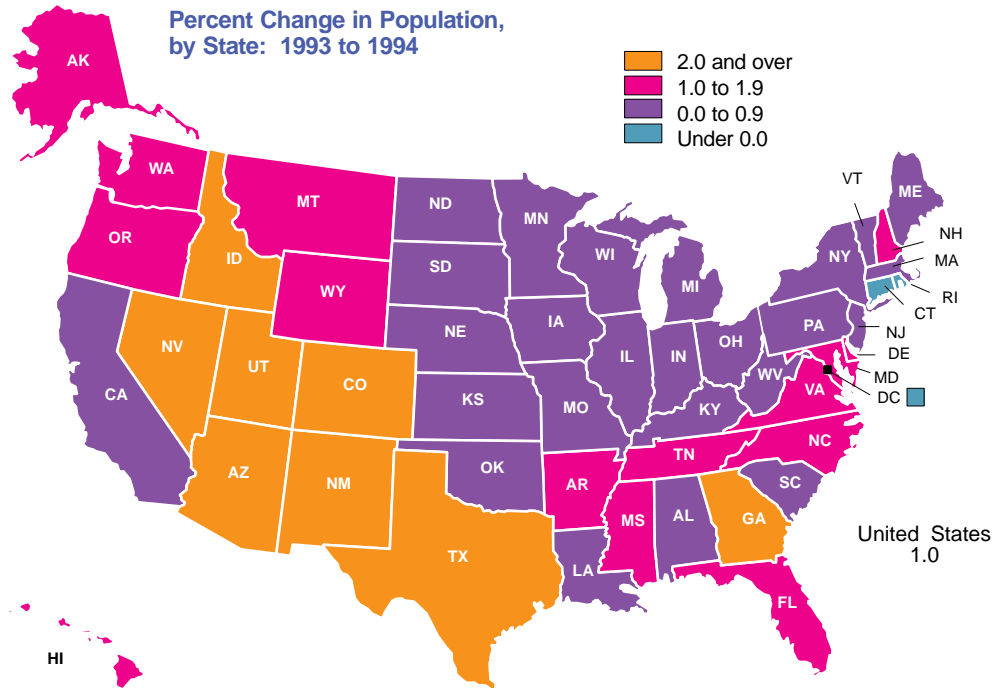 Percent Change in Population,
by State: 1993 to 1994
2.0 and over
1.0 to 1.9
0.0 to 0.9
Under 0.0
AK
WA
MT
ND
MN
VT
ME
OR
ID
SD
WI
NY
NH
MA
WY
MI
RI
CT
IA
NE
PA
NJ
NV
UT
CO
IL
IN
OH
DE
MD
WV
VA
DC
CA
KS
MO
KY
NC
TN
AZ
NM
OK
AR
SC
MS
AL
GA
United States
1.0
TX
LA
FL
HI